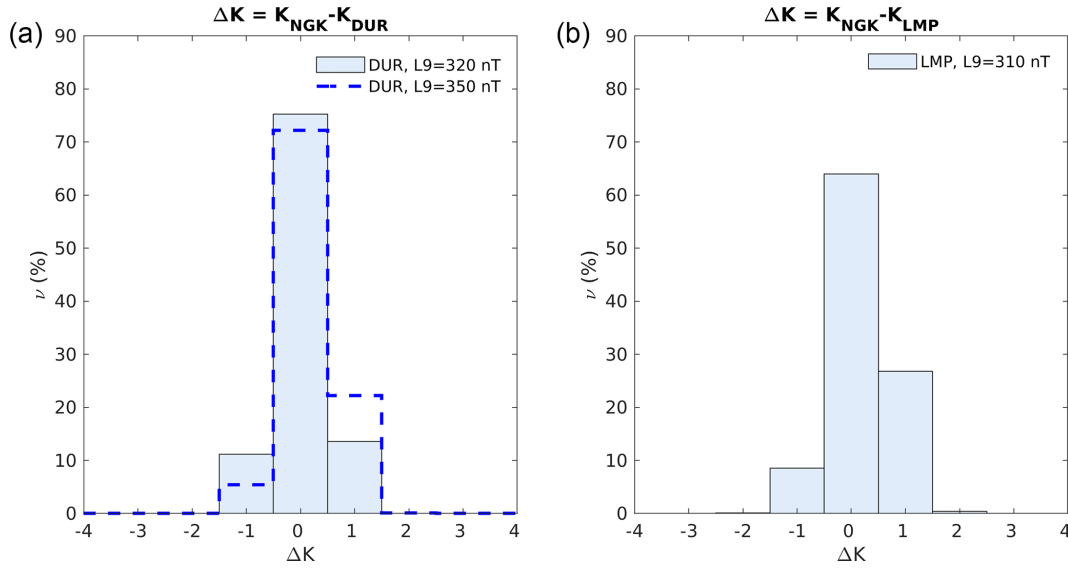 (a)
ΔK = K_NGK-K_DUR
90
80
70
60
50
40
30
20
10
0
ν (%)
DUR, L9=320 nT
DUR, L9=350 nT
-4 -3 -2 -1 0 1 2 3 4
ΔK
(b)
ΔK = K_NGK-K_LMP
90
80
70
60
50
40
30
20
10
0
ν (%)
LMP, L9=310 nT
-4 -3 -2 -1 0 1 2 3 4
ΔK